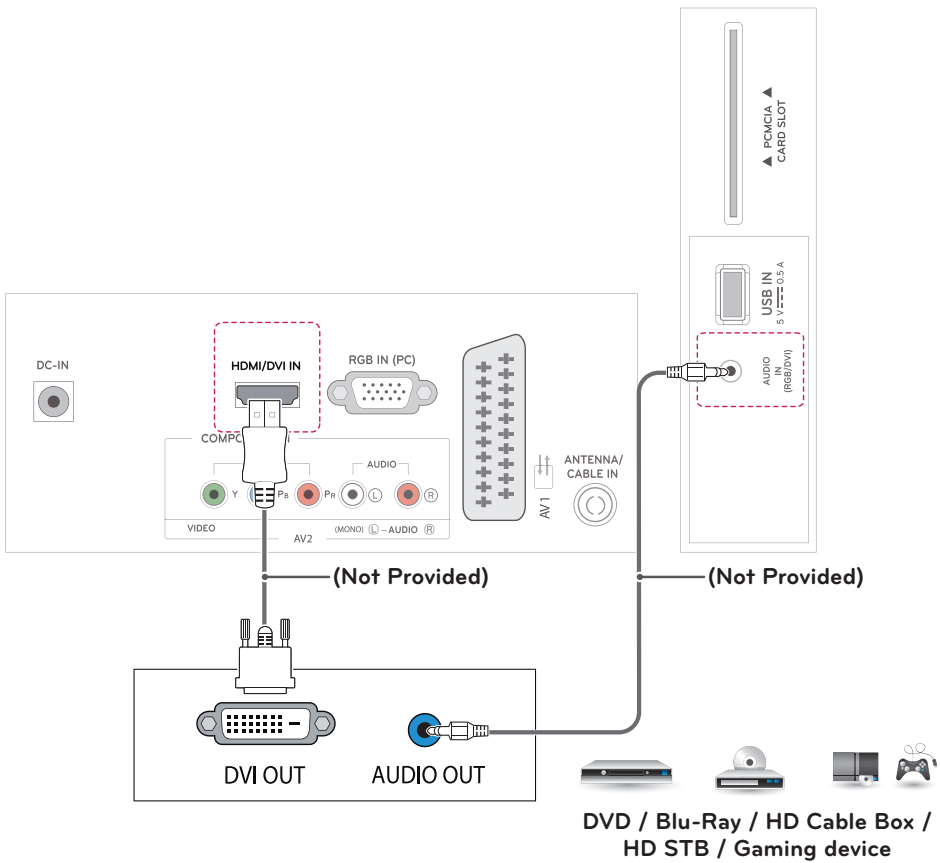 ▲ PCMCIA ▲
CARD SLOT
USB IN
5 V 0.5 A
AUDIO
IN
(RGB/DVI)
DC-IN
HDMI/DVI IN
RGB IN (PC)
AUDIO
Y
PB
PR
L
R
VIDEO
(MONO) L – AUDIO R
AV2
AV1
ANTENNA/
CABLE IN
(Not Provided)
(Not Provided)
DVI OUT
AUDIO OUT
DVD / Blu-Ray / HD Cable Box /
HD STB / Gaming device